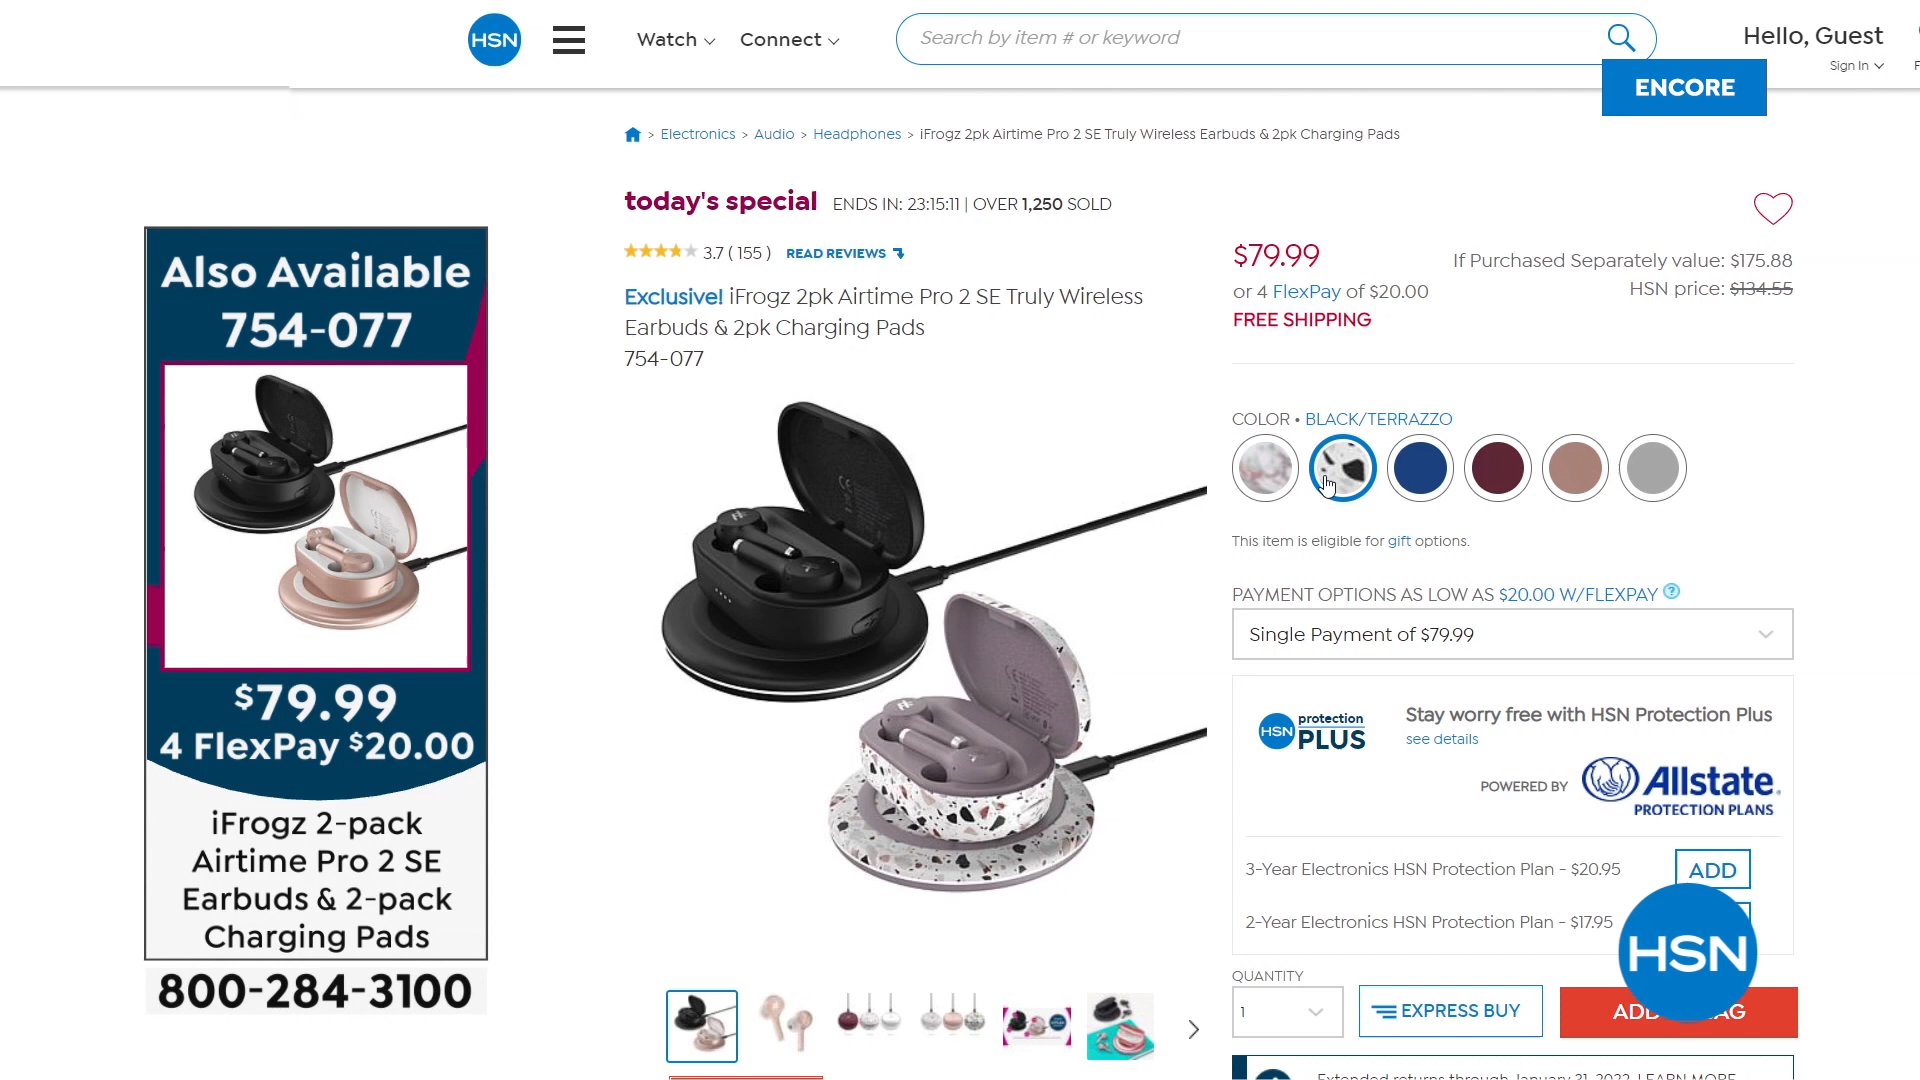 HSN
Watch
Connect
Search by item # or keyword
Hello, Guest
Sign In
F
ENCORE
> Electronics > Audio > Headphones > iFrogz 2pk Airtime Pro 2 SE Truly Wireless Earbuds & 2pk Charging Pads
today's special ENDS IN: 23:15:11 | OVER 1,250 SOLD
3.7 ( 155 ) READ REVIEWS
Exclusive! iFrogz 2pk Airtime Pro 2 SE Truly Wireless
Earbuds & 2pk Charging Pads
754-077
$79.99
If Purchased Separately value: $175.88
or 4 FlexPay of $20.00
HSN price: $134.55
FREE SHIPPING
COLOR • BLACK/TERRAZZO
This item is eligible for gift options.
PAYMENT OPTIONS AS LOW AS $20.00 W/FLEXPAY ?
Single Payment of $79.99
HSN protection
PLUS
Stay worry free with HSN Protection Plus
see details
POWERED BY Allstate
PROTECTION PLANS
3-Year Electronics HSN Protection Plan - $20.95 ADD
2-Year Electronics HSN Protection Plan - $17.95
HSN
QUANTITY
1
EXPRESS BUY
Extended returns through January 31, 2022. LEARN MORE
Also Available
754-077
$79.99
4 FlexPay $20.00
iFrogz 2-pack
Airtime Pro 2 SE
Earbuds & 2-pack
Charging Pads
800-284-3100